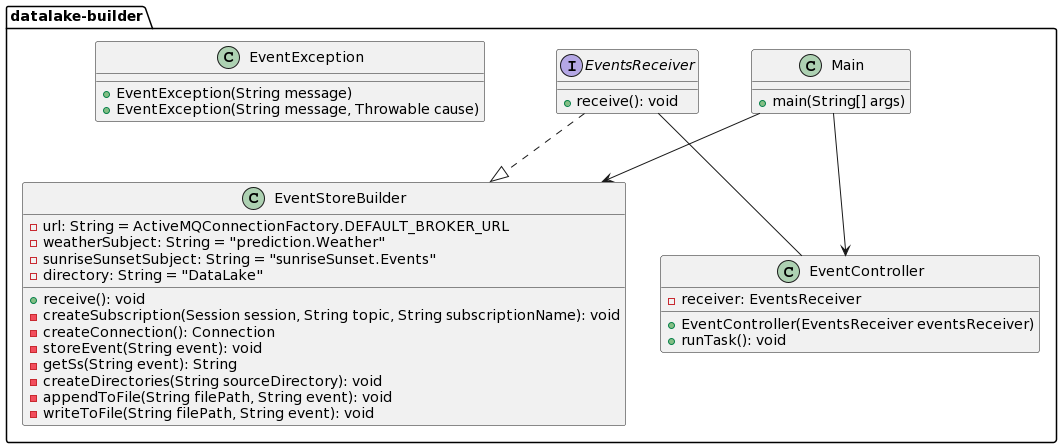 datalake-builder
C EventException
EventException(String message)
EventException(String message, Throwable cause)
I EventsReceiver
receive(): void
C Main
main(String[] args)
C EventStoreBuilder
url: String = ActiveMQConnectionFactory.DEFAULT_BROKER_URL
weatherSubject: String = "prediction.Weather"
sunriseSunsetSubject: String = "sunriseSunset.Events"
directory: String = "DataLake"
receive(): void
createSubscription(Session session, String topic, String subscriptionName): void
createConnection(): Connection
storeEvent(String event): void
getSs(String event): String
createDirectories(String sourceDirectory): void
appendToFile(String filePath, String event): void
writeToFile(String filePath, String event): void
C EventController
receiver: EventsReceiver
EventController(EventsReceiver eventsReceiver)
runTask(): void